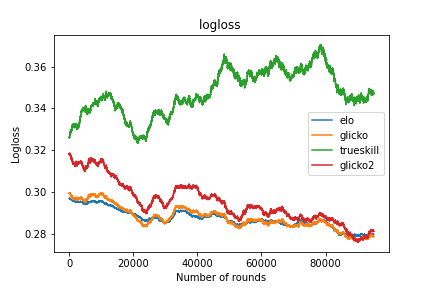 logloss
0.36
0.34
0.32
0.30
0.28
Logloss
elo
glicko
trueskill
glicko2
0
20000
40000
60000
80000
Number of rounds